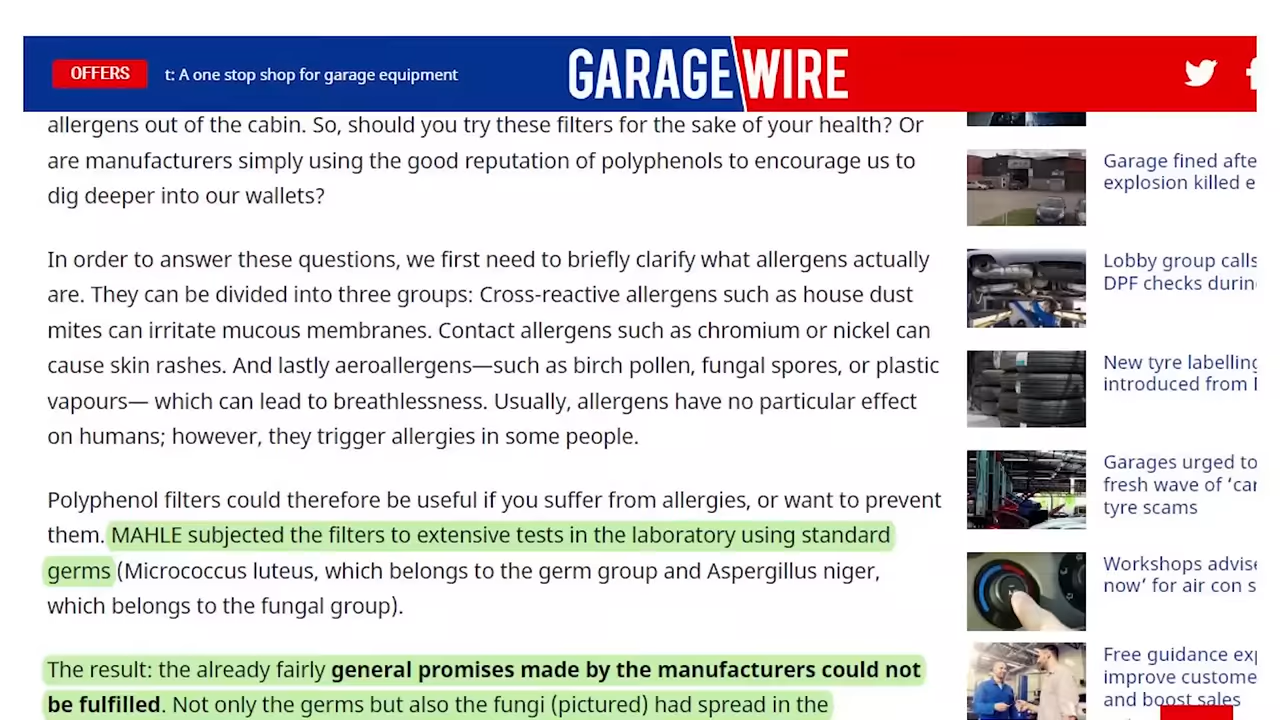 OFFERS
t: A one stop shop for garage equipment
GARAGE WIRE
allergens out of the cabin. So, should you try these filters for the sake of your health? Or
are manufacturers simply using the good reputation of polyphenols to encourage us to
dig deeper into our wallets?
In order to answer these questions, we first need to briefly clarify what allergens actually
are. They can be divided into three groups: Cross-reactive allergens such as house dust
mites can irritate mucous membranes. Contact allergens such as chromium or nickel can
cause skin rashes. And lastly aeroallergens—such as birch pollen, fungal spores, or plastic
vapours— which can lead to breathlessness. Usually, allergens have no particular effect
on humans; however, they trigger allergies in some people.
Polyphenol filters could therefore be useful if you suffer from allergies, or want to prevent
them. MAHLE subjected the filters to extensive tests in the laboratory using standard
germs (Micrococcus luteus, which belongs to the germ group and Aspergillus niger,
which belongs to the fungal group).
The result: the already fairly general promises made by the manufacturers could not
be fulfilled. Not only the germs but also the fungi (pictured) had spread in the
Garage fined afte
explosion killed e
Lobby group calls
DPF checks durin
New tyre labelling
introduced from
Garages urged to
fresh wave of ‘car
tyre scams
Workshops advise
now’ for air con s
Free guidance exp
improve custome
and boost sales